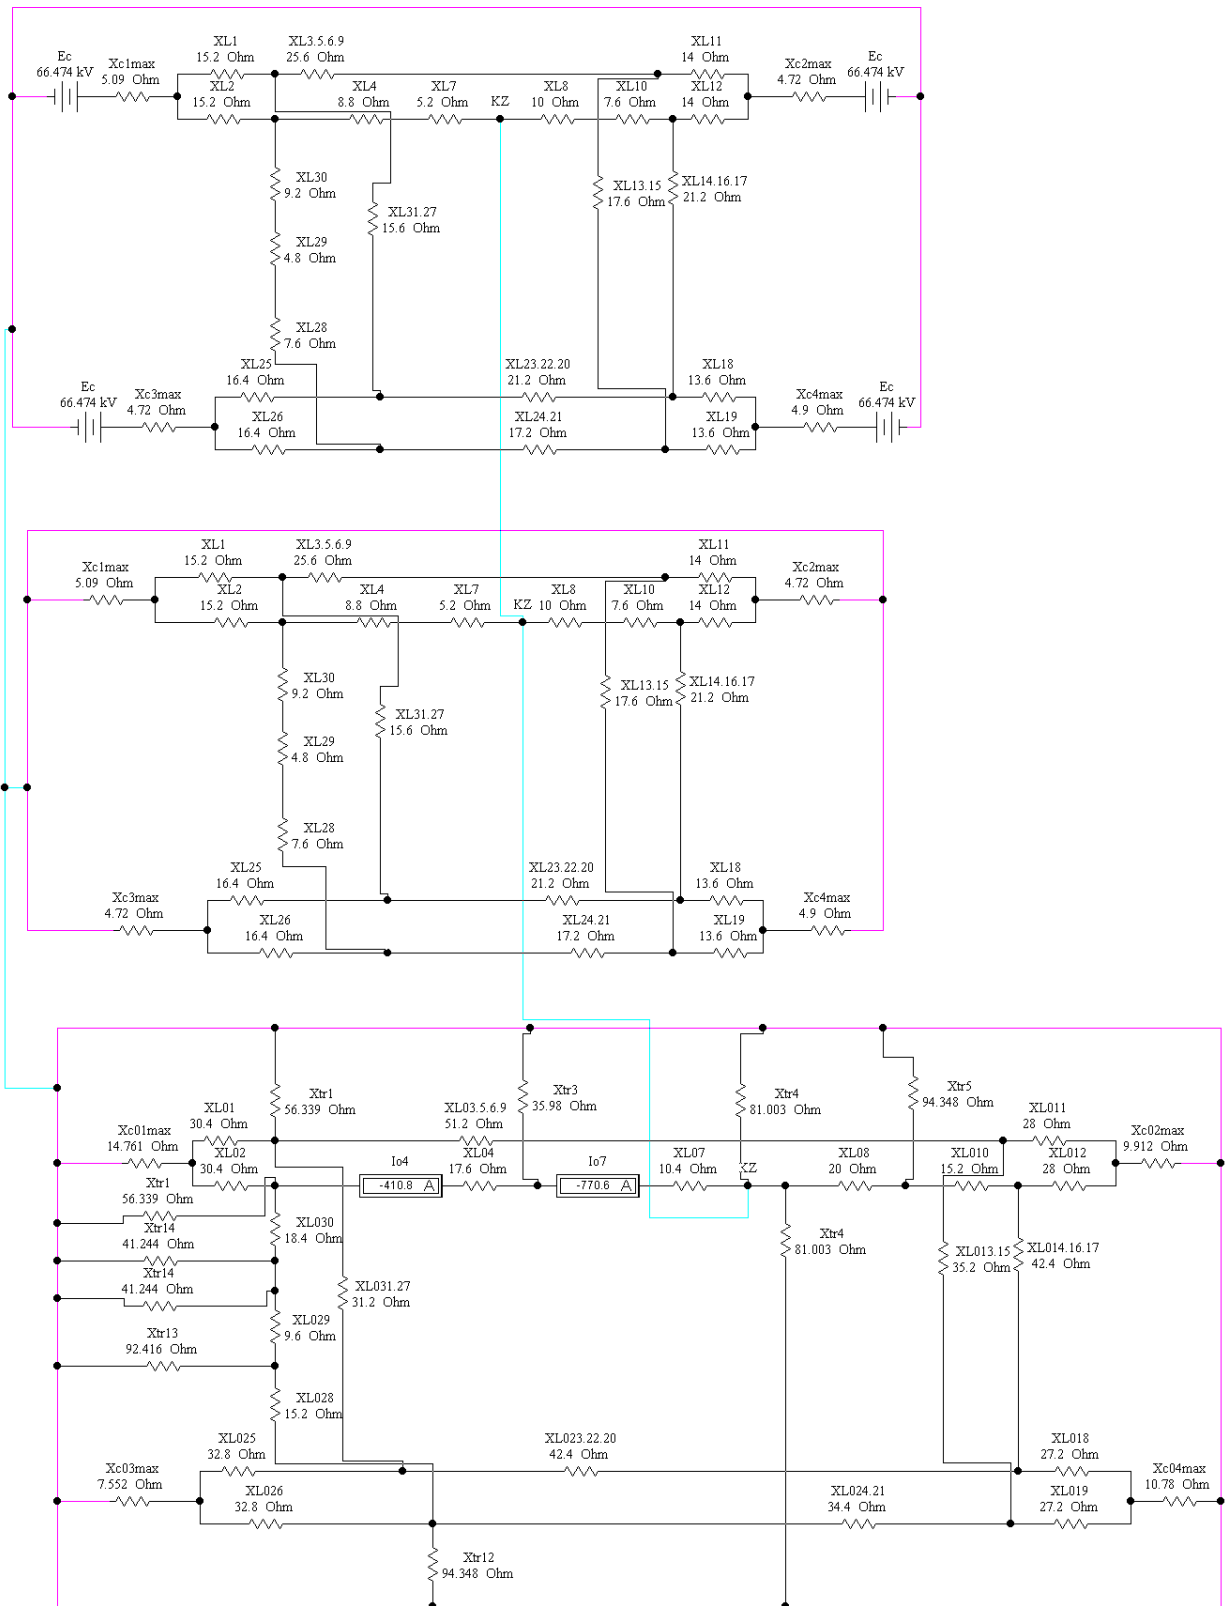 Ec
66.474 kV
Xc1max
5.09 Ohm
XL1
15.2 Ohm
XL3.5.6.9
25.6 Ohm
XL11
14 Ohm
Xc2max
4.72 Ohm
Ec
66.474 kV
XL2
15.2 Ohm
XL4
8.8 Ohm
XL7
5.2 Ohm
KZ
XL8
10 Ohm
XL10
7.6 Ohm
XL12
14 Ohm
XL30
9.2 Ohm
XL31.27
15.6 Ohm
XL13.15
17.6 Ohm
XL14.16.17
21.2 Ohm
XL29
4.8 Ohm
XL28
7.6 Ohm
Ec
66.474 kV
Xc3max
4.72 Ohm
XL25
16.4 Ohm
XL23.22.20
21.2 Ohm
XL18
13.6 Ohm
Xc4max
4.9 Ohm
Ec
66.474 kV
XL26
16.4 Ohm
XL24.21
17.2 Ohm
XL19
13.6 Ohm
Xc1max
5.09 Ohm
XL1
15.2 Ohm
XL3.5.6.9
25.6 Ohm
XL11
14 Ohm
Xc2max
4.72 Ohm
XL2
15.2 Ohm
XL4
8.8 Ohm
XL7
5.2 Ohm
KZ
XL8
10 Ohm
XL10
7.6 Ohm
XL12
14 Ohm
XL30
9.2 Ohm
XL31.27
15.6 Ohm
XL13.15
17.6 Ohm
XL14.16.17
21.2 Ohm
XL29
4.8 Ohm
XL28
7.6 Ohm
Xc3max
4.72 Ohm
XL25
16.4 Ohm
XL23.22.20
21.2 Ohm
XL18
13.6 Ohm
Xc4max
4.9 Ohm
XL26
16.4 Ohm
XL24.21
17.2 Ohm
XL19
13.6 Ohm
Xtr1
56.339 Ohm
Xtr3
35.98 Ohm
Xtr4
81.003 Ohm
Xtr5
94.348 Ohm
Xc01max
14.761 Ohm
XL01
30.4 Ohm
XL03.5.6.9
51.2 Ohm
XL011
28 Ohm
Xc02max
9.912 Ohm
XL02
30.4 Ohm
Io4
-410.8 A
XL04
17.6 Ohm
Io7
-770.6 A
XL07
10.4 Ohm
KZ
XL08
20 Ohm
XL010
15.2 Ohm
XL012
28 Ohm
Xtr1
56.339 Ohm
XL030
18.4 Ohm
Xtr4
81.003 Ohm
XL013.15
35.2 Ohm
XL014.16.17
42.4 Ohm
Xtr14
41.244 Ohm
Xtr14
41.244 Ohm
XL031.27
31.2 Ohm
XL029
9.6 Ohm
Xtr13
92.416 Ohm
XL028
15.2 Ohm
Xc03max
7.552 Ohm
XL025
32.8 Ohm
XL023.22.20
42.4 Ohm
XL018
27.2 Ohm
Xc04max
10.78 Ohm
XL026
32.8 Ohm
XL024.21
34.4 Ohm
XL019
27.2 Ohm
Xtr12
94.348 Ohm